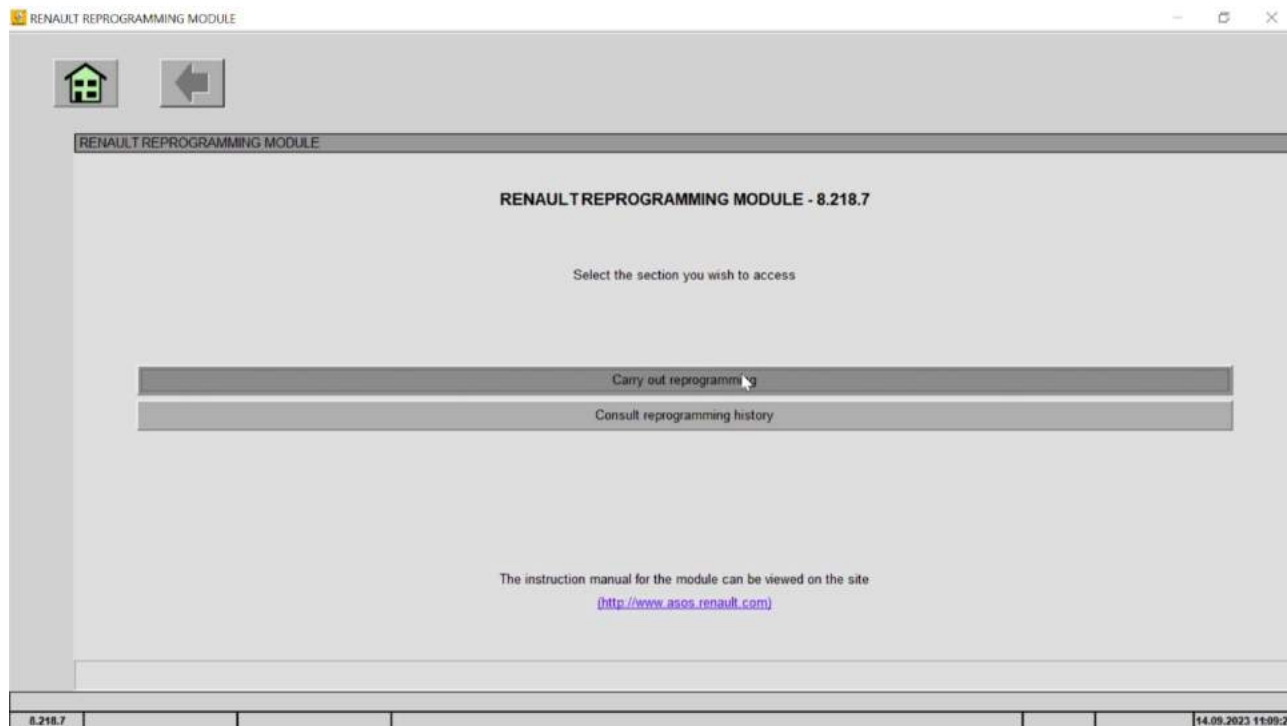 RENAULT REPROGRAMMING MODULE
RENAULT REPROGRAMMING MODULE
RENAULT REPROGRAMMING MODULE - 8.218.7
Select the section you wish to access
Carry out reprogramming
Consult reprogramming history
The instruction manual for the module can be viewed on the site
(http://www.asos.renault.com)
8.218.7 14.09.2023